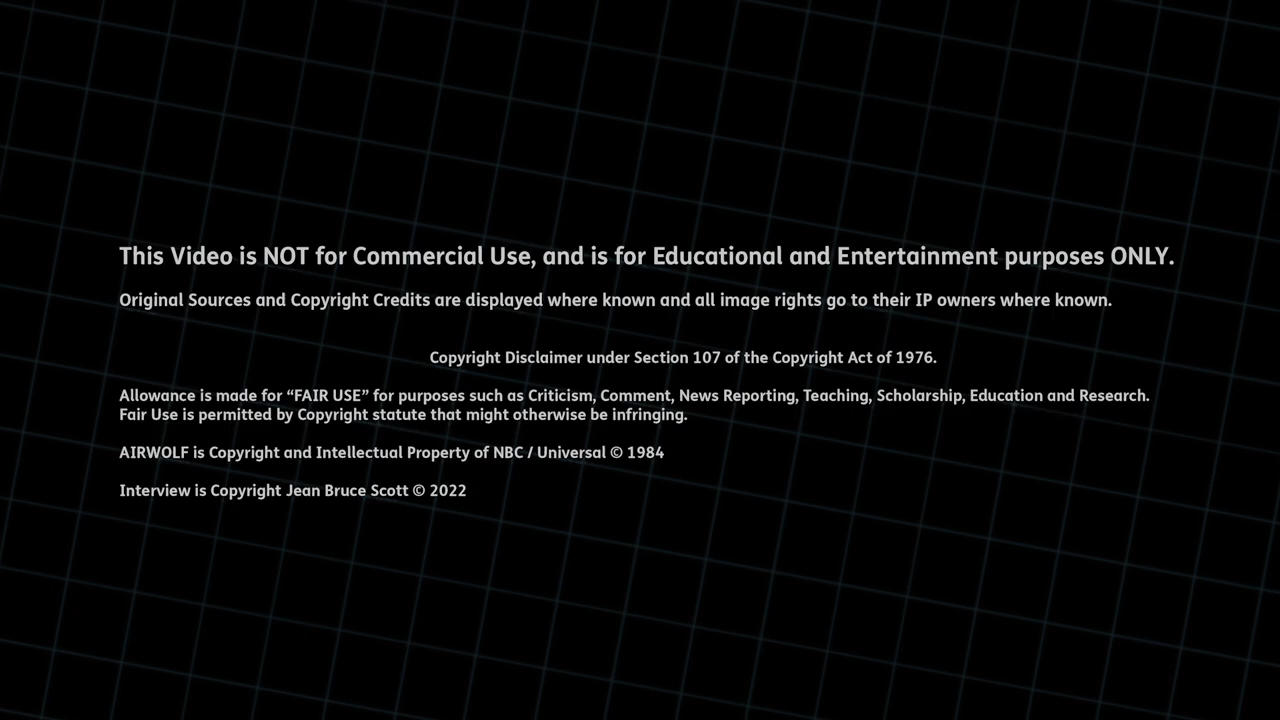 This Video is NOT for Commercial Use, and is for Educational and Entertainment purposes ONLY.
Original Sources and Copyright Credits are displayed where known and all image rights go to their IP owners where known.
Copyright Disclaimer under Section 107 of the Copyright Act of 1976.
Allowance is made for “FAIR USE” for purposes such as Criticism, Comment, News Reporting, Teaching, Scholarship, Education and Research.
Fair Use is permitted by Copyright statute that might otherwise be infringing.
AIRWOLF is Copyright and Intellectual Property of NBC / Universal © 1984
Interview is Copyright Jean Bruce Scott © 2022